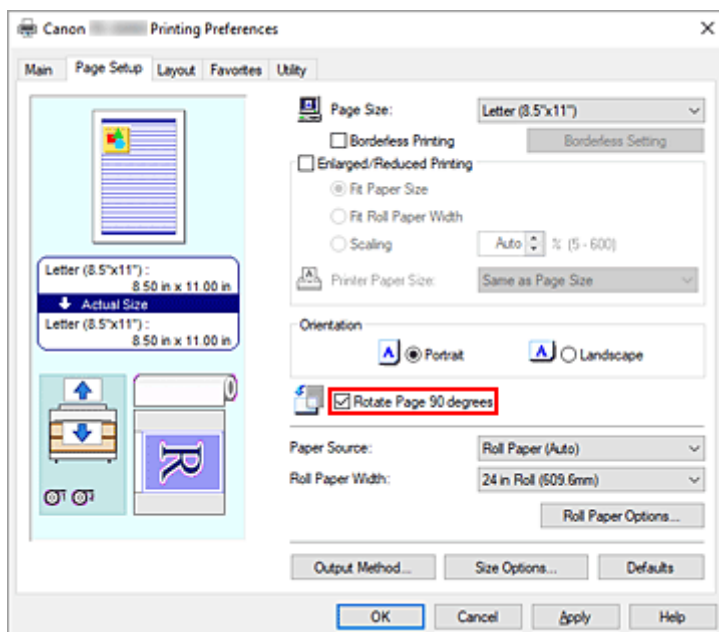 Canon Printing Preferences
Main Page Setup Layout Favorites Utility
Page Size: Letter (8.5"x11")
Borderless Printing Borderless Setting
Enlarged/Reduced Printing
Fit Paper Size
Fit Roll Paper Width
Scaling Auto % (5 - 600)
Printer Paper Size: Same as Page Size
Letter (8.5"x11") :
8.50 in x 11.00 in
Actual Size
Letter (8.5"x11") :
8.50 in x 11.00 in
Orientation
A Portrait A Landscape
Rotate Page 90 degrees
R
Paper Source: Roll Paper (Auto)
Roll Paper Width: 24 in Roll (609.6mm)
Roll Paper Options...
Output Method... Size Options... Defaults
OK Cancel Apply Help